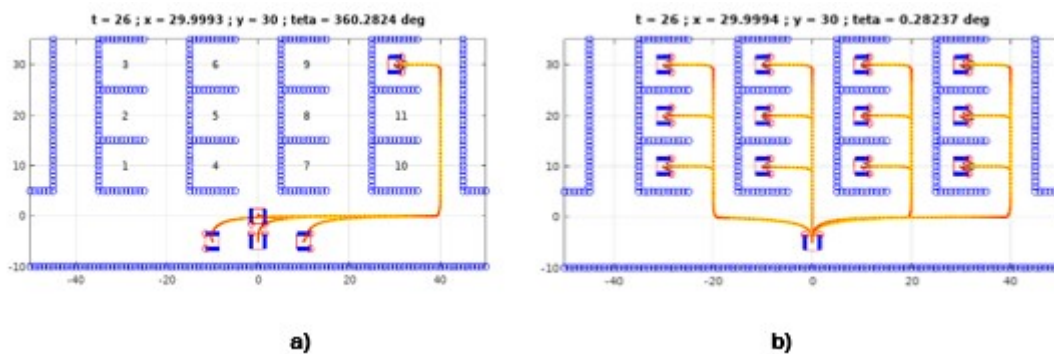 t = 26 ; x = 29.9993 ; y = 30 ; teta = 360.2824 deg
30
20
10
0
-10
3 6 9
2 5 8 11
1 4 7 10
-40 -20 0 20 40
a)
t = 26 ; x = 29.9994 ; y = 30 ; teta = 0.28237 deg
30
20
10
0
-10
-40 -20 0 20 40
b)